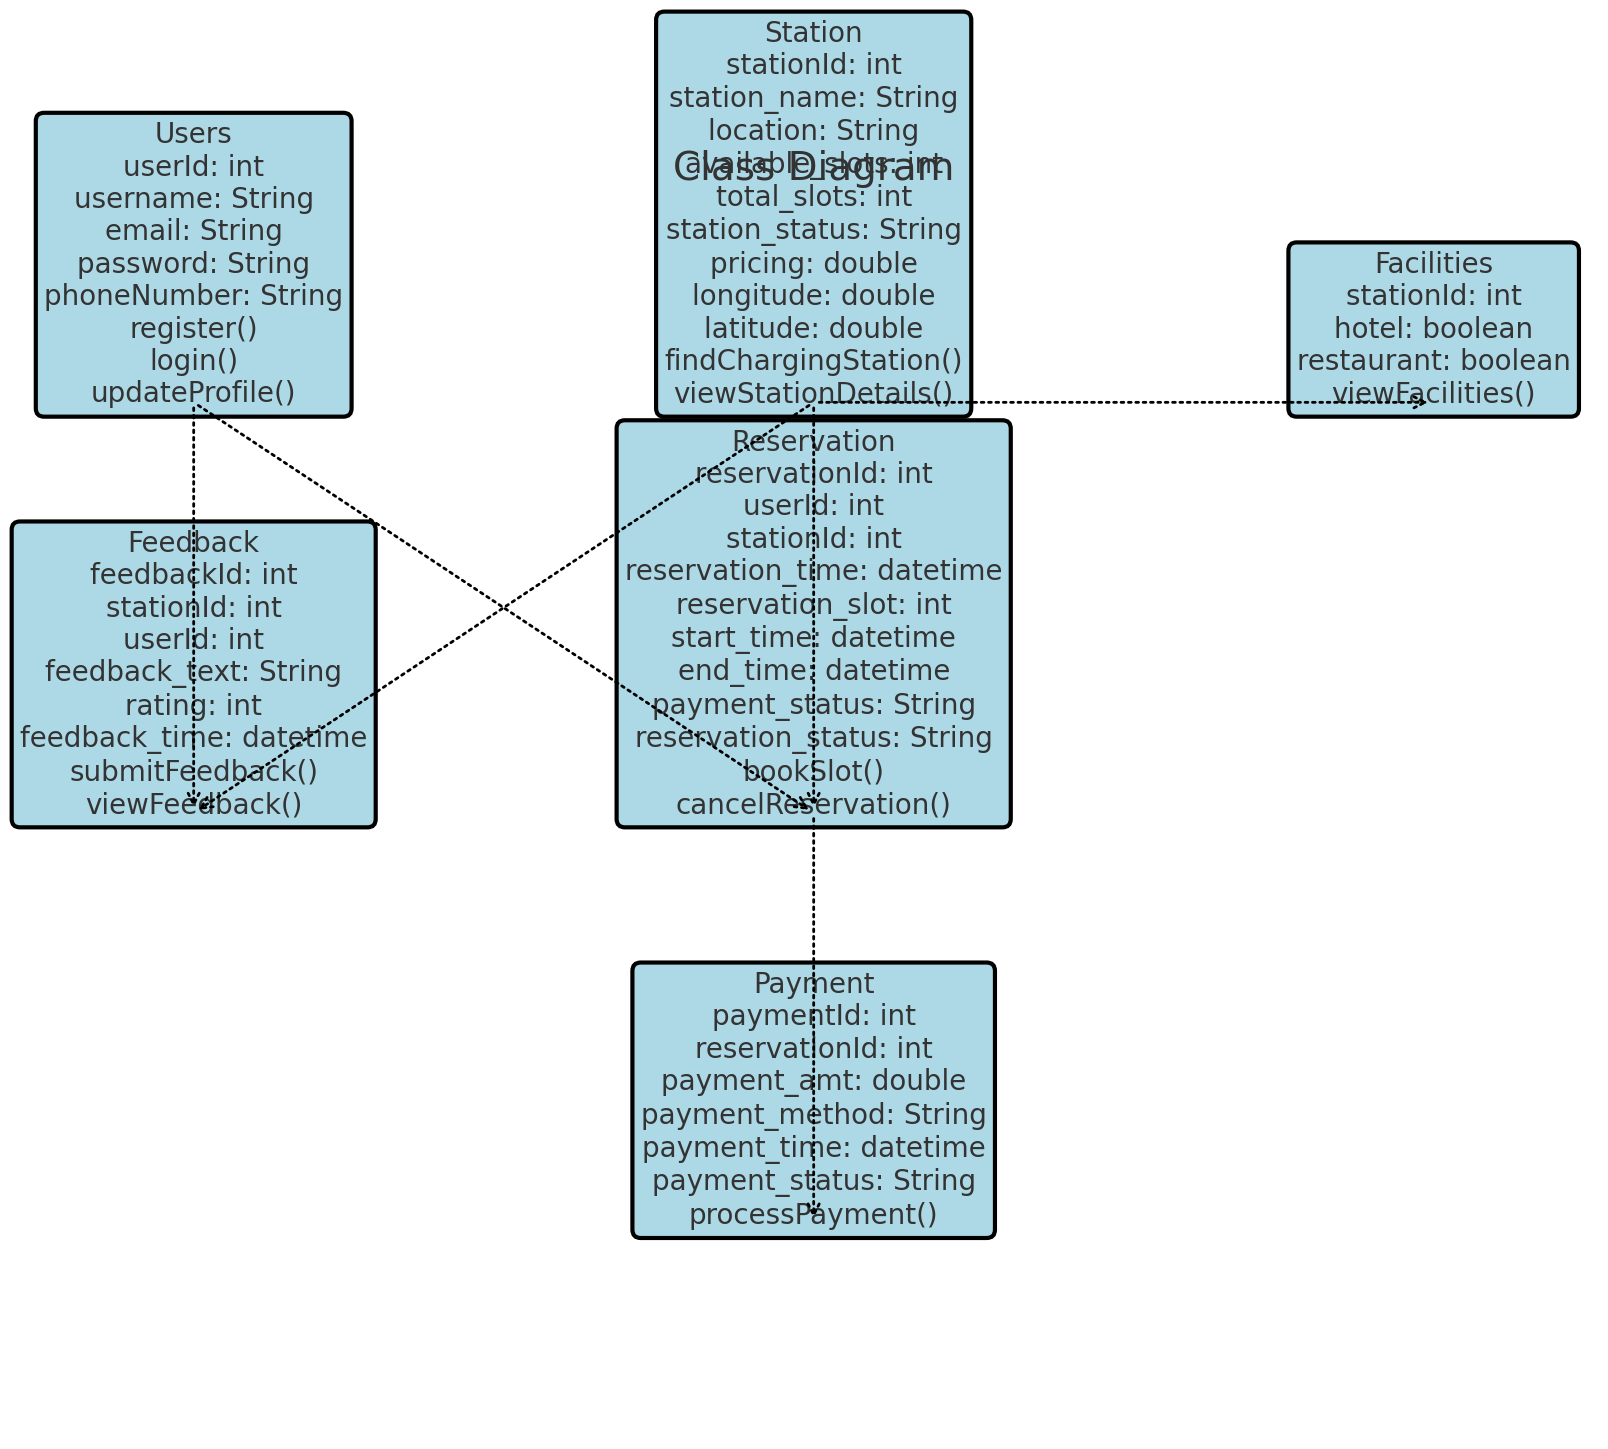 Station
stationId: int
station_name: String
location: String
available_slots: int
Class Diagram
total_slots: int
station_status: String
pricing: double
longitude: double
latitude: double
findChargingStation()
viewStationDetails()
Users
userId: int
username: String
email: String
password: String
phoneNumber: String
register()
login()
updateProfile()
Facilities
stationId: int
hotel: boolean
restaurant: boolean
viewFacilities()
Reservation
reservationId: int
userId: int
stationId: int
reservation_time: datetime
reservation_slot: int
start_time: datetime
end_time: datetime
payment_status: String
reservation_status: String
bookSlot()
cancelReservation()
Feedback
feedbackId: int
stationId: int
userId: int
feedback_text: String
rating: int
feedback_time: datetime
submitFeedback()
viewFeedback()
Payment
paymentId: int
reservationId: int
payment_amt: double
payment_method: String
payment_time: datetime
payment_status: String
processPayment()